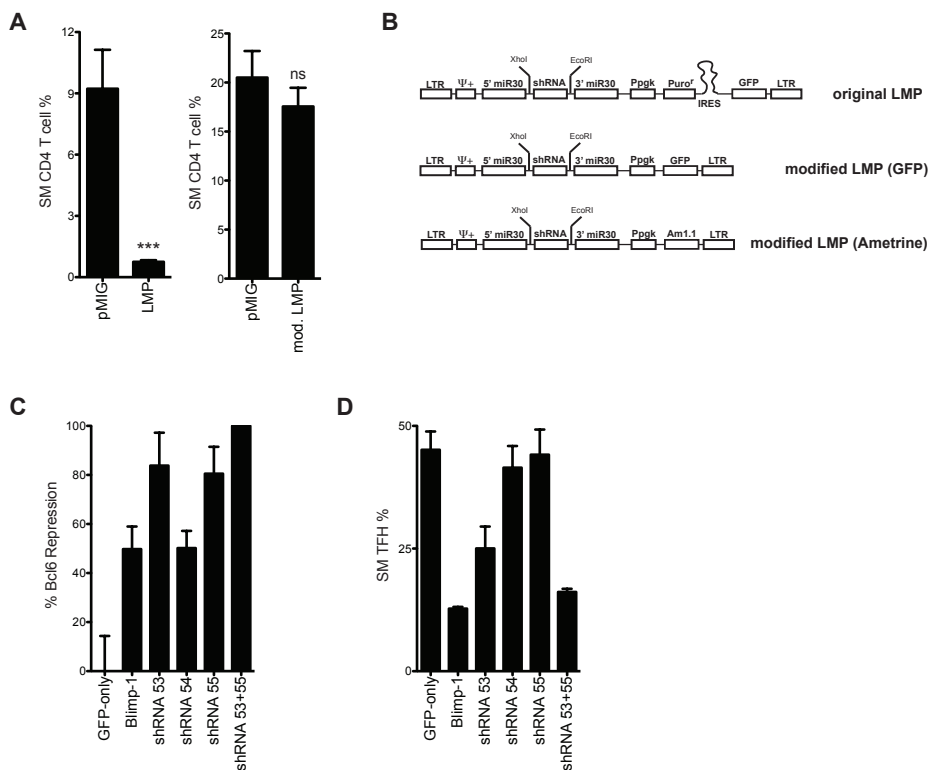 A
SM CD4 T cell %
12
9
6
3
0
***
pMIG
LMP
SM CD4 T cell %
25
20
15
10
5
0
ns
pMIG
mod. LMP
B
XhoI EcoRI
LTR Ψ+ 5' miR30 shRNA 3' miR30 Ppgk Puroʳ GFP LTR
IRES
original LMP
XhoI EcoRI
LTR Ψ+ 5' miR30 shRNA 3' miR30 Ppgk GFP LTR
modified LMP (GFP)
XhoI EcoRI
LTR Ψ+ 5' miR30 shRNA 3' miR30 Ppgk Am1.1 LTR
modified LMP (Ametrine)
C
% Bcl6 Repression
100
80
60
40
20
0
GFP-only
Blimp-1
shRNA 53
shRNA 54
shRNA 55
shRNA 53+55
D
SM TFH %
50
25
0
GFP-only
Blimp-1
shRNA 53
shRNA 54
shRNA 55
shRNA 53+55